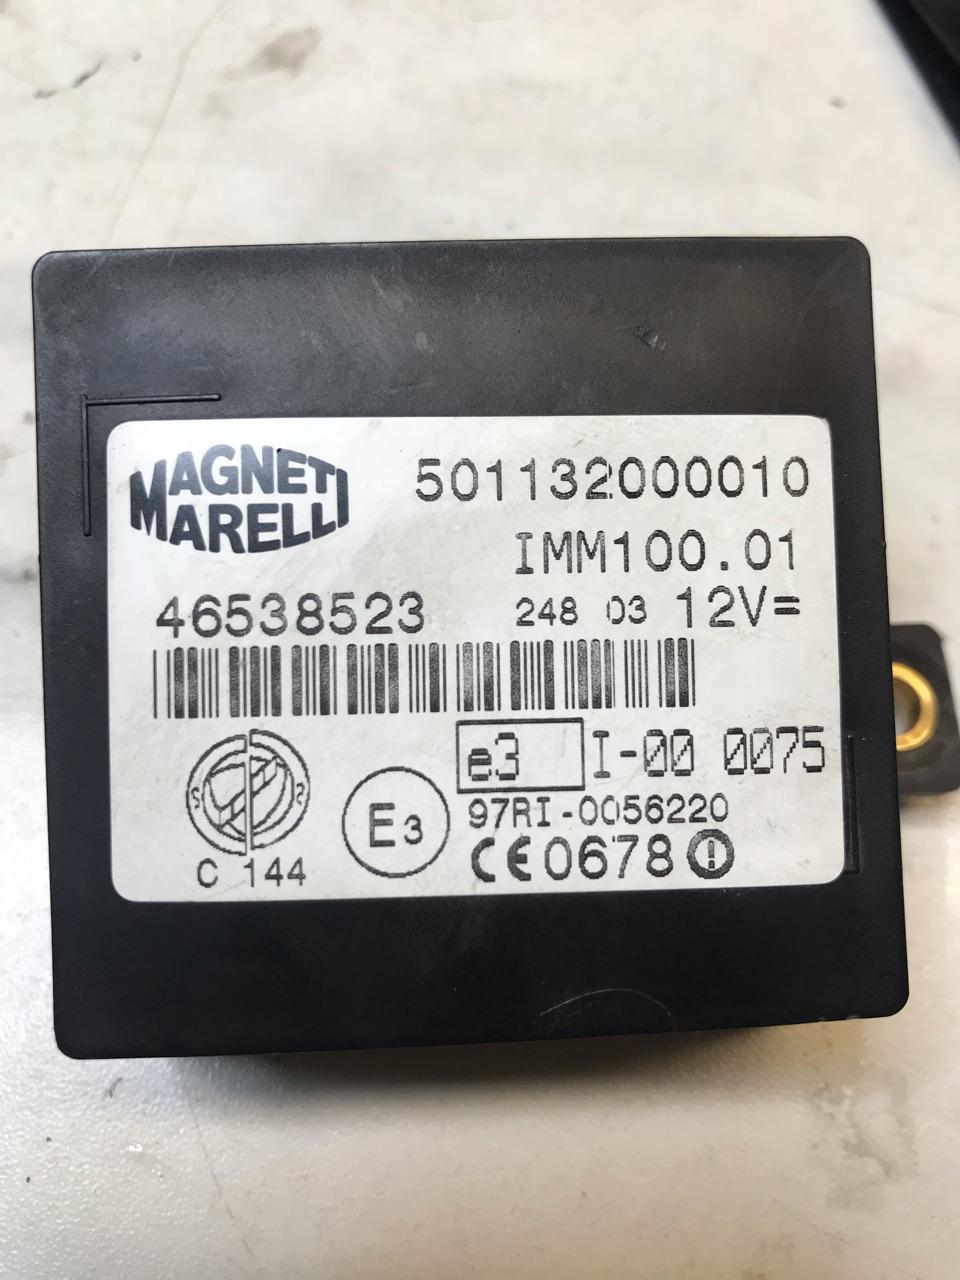 MAGNETI
MARELLI
501132000010
IMM100.01
46538523
248 03 12V=
e3 I-00 0075
97RI-0056220
E3
CE0678
C 144